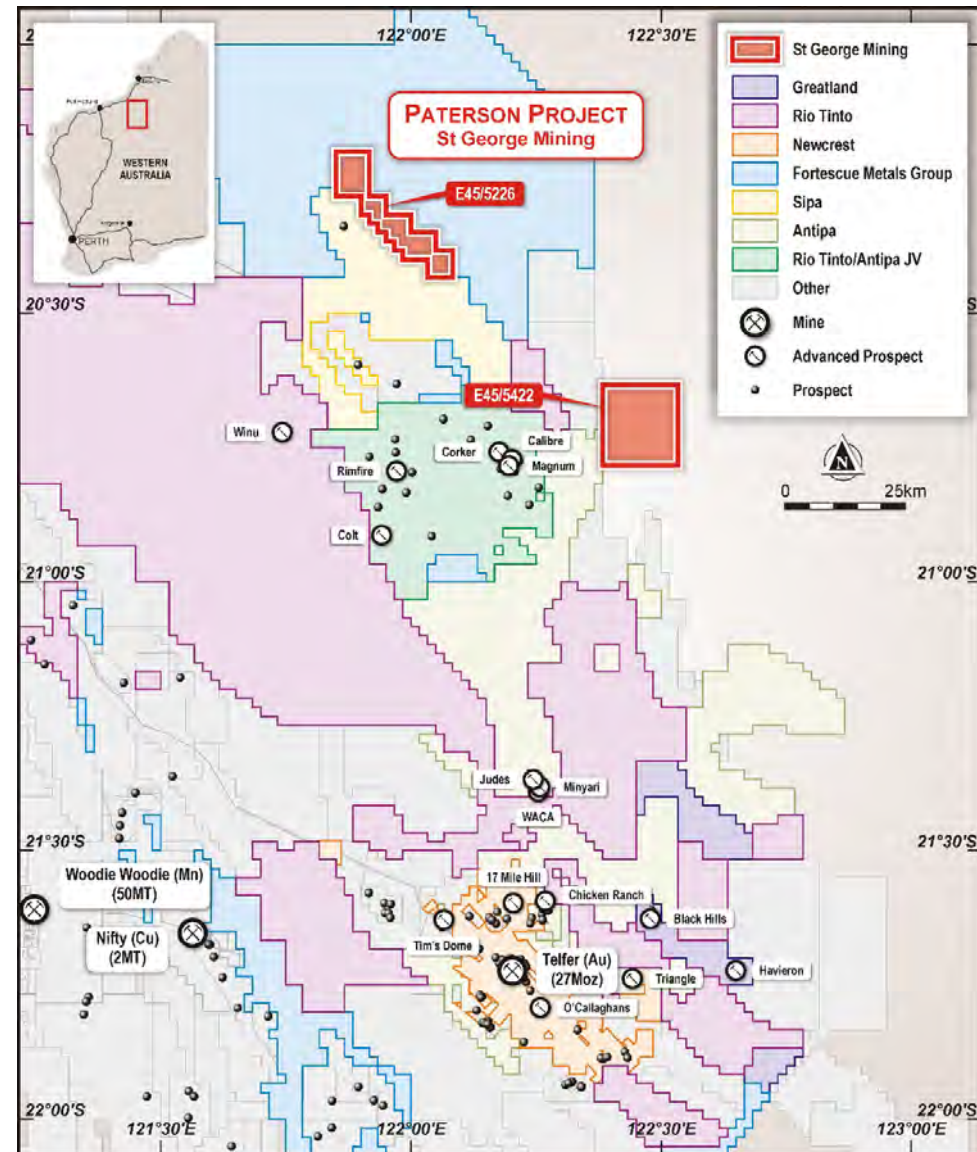 122°00'E
122°30'E
WESTERN
AUSTRALIA
PERTH
PATERSON PROJECT
St George Mining
E45/5226
St George Mining
Greatland
Rio Tinto
Newcrest
Fortescue Metals Group
Sipa
Antipa
Rio Tinto/Antipa JV
Other
Mine
Advanced Prospect
Prospect
N
0 25km
20°30'S
20°30'S
E45/5422
Winu
Calibre
Corker
Magnum
Rimfire
Colt
21°00'S
21°00'S
Judes
Minyari
WACA
21°30'S
21°30'S
Woodie Woodie (Mn)
(50MT)
17 Mile Hill
Chicken Ranch
Black Hills
Nifty (Cu)
(2MT)
Tim's Dome
Telfer (Au)
(27Moz)
Triangle
Havieron
O'Callaghans
22°00'S
22°00'S
121°30'E
122°00'E
122°30'E
123°00'E